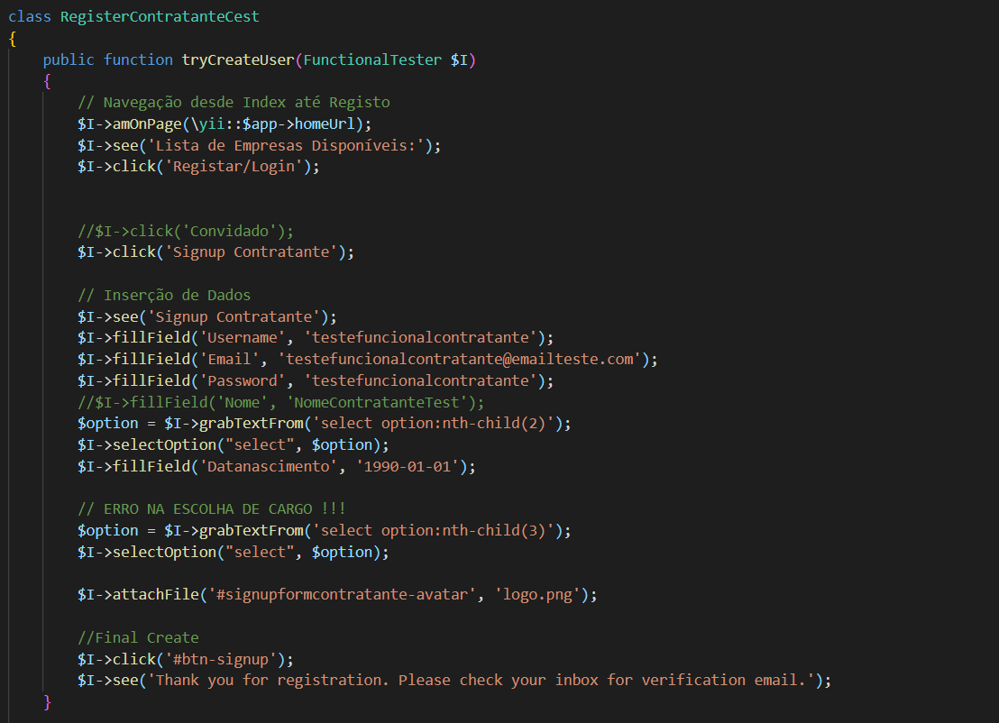 class RegisterContratanteCest
{
public function tryCreateUser(FunctionalTester $I)
{
// Navegação desde Index até Registo
$I->amOnPage(\yii::$app->homeUrl);
$I->see('Lista de Empresas Disponíveis:');
$I->click('Registar/Login');
//$I->click('Convidado');
$I->click('Signup Contratante');
// Inserção de Dados
$I->see('Signup Contratante');
$I->fillField('Username', 'testefuncionalcontratante');
$I->fillField('Email', 'testefuncionalcontratante@emailteste.com');
$I->fillField('Password', 'testefuncionalcontratante');
//$I->fillField('Nome', 'NomeContratanteTest');
$option = $I->grabTextFrom('select option:nth-child(2)');
$I->selectOption("select", $option);
$I->fillField('Datanascimento', '1990-01-01');
// ERRO NA ESCOLHA DE CARGO !!!
$option = $I->grabTextFrom('select option:nth-child(3)');
$I->selectOption("select", $option);
$I->attachFile('#signupformcontratante-avatar', 'logo.png');
//Final Create
$I->click('#btn-signup');
$I->see('Thank you for registration. Please check your inbox for verification email.');
}